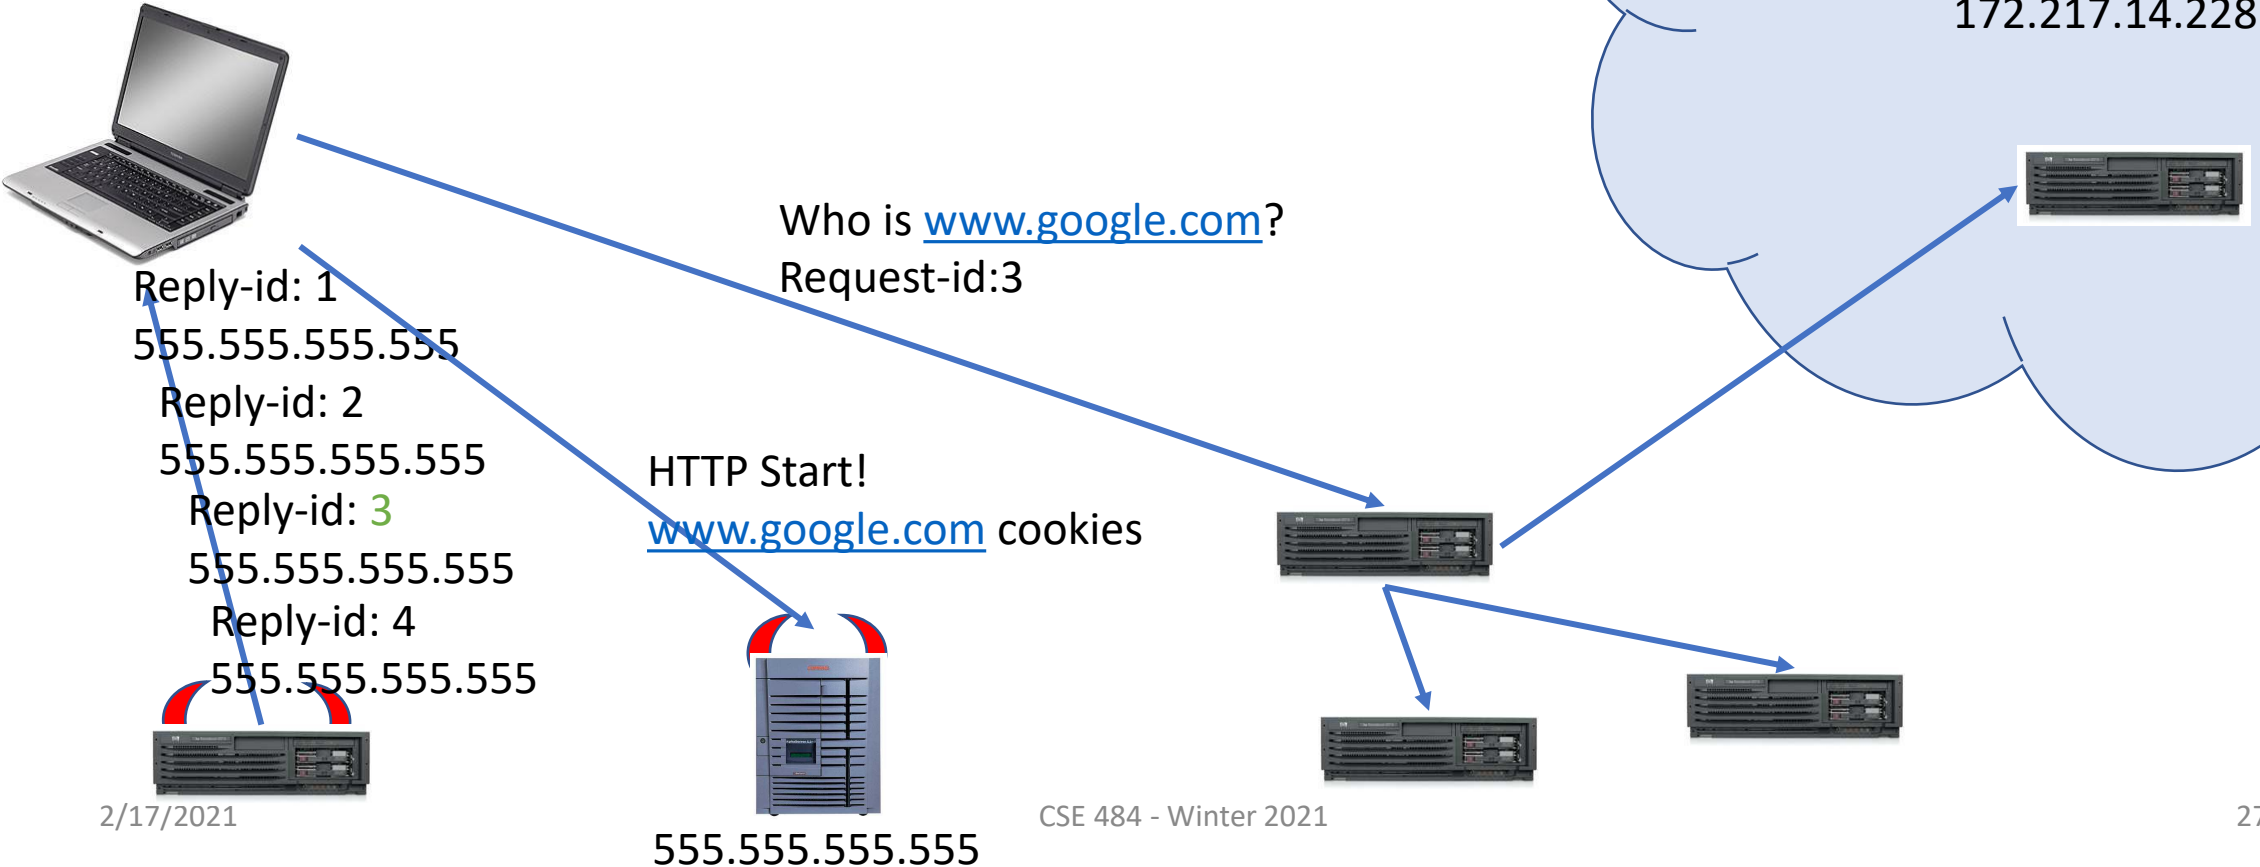 172.217.14.228
Who is www.google.com?
Request-id:3
Reply-id: 1
555.555.555.555
Reply-id: 2
555.555.555.555
Reply-id: 3
555.555.555.555
Reply-id: 4
555.555.555.555
HTTP Start!
www.google.com cookies
2/17/2021
CSE 484 - Winter 2021
27
555.555.555.555